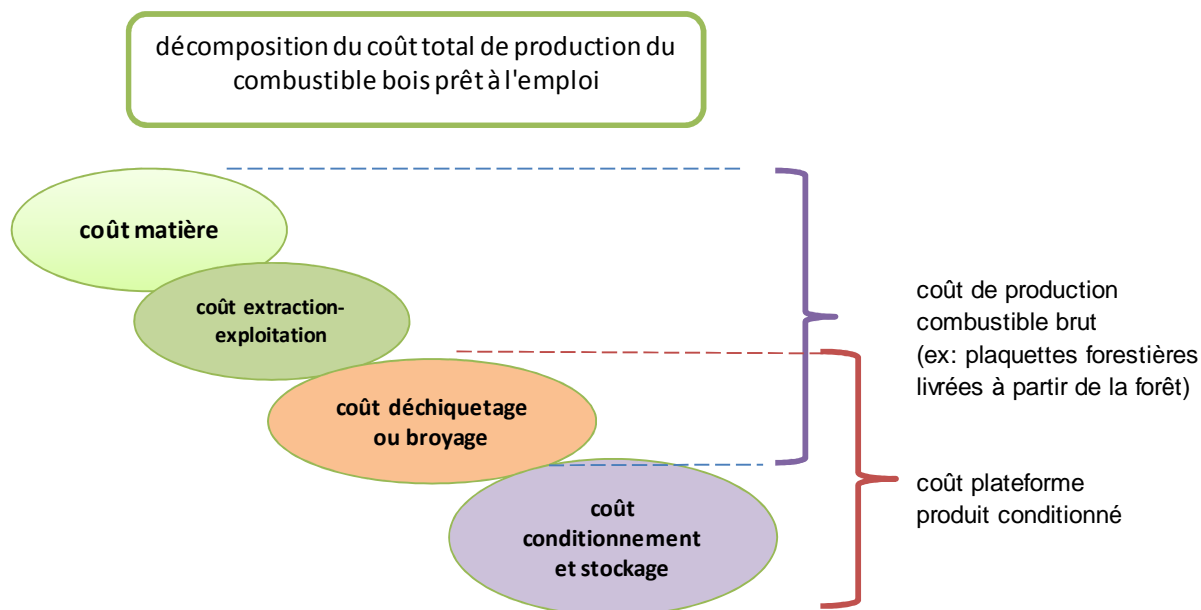 décomposition du coût total de production du
combustible bois prêt à l'emploi
coût matière
coût extraction-
exploitation
coût déchiquetage
ou broyage
coût
conditionnement
et stockage
coût de production
combustible brut
(ex: plaquettes forestières
livrées à partir de la forêt)
coût plateforme
produit conditionné